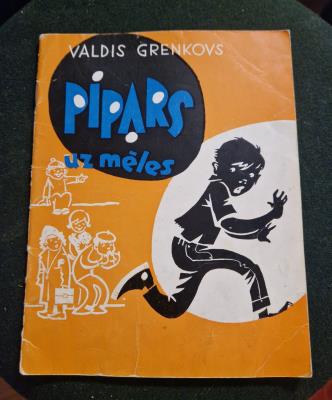 VALDIS GRENKOVS
PIPARS
uz mēles